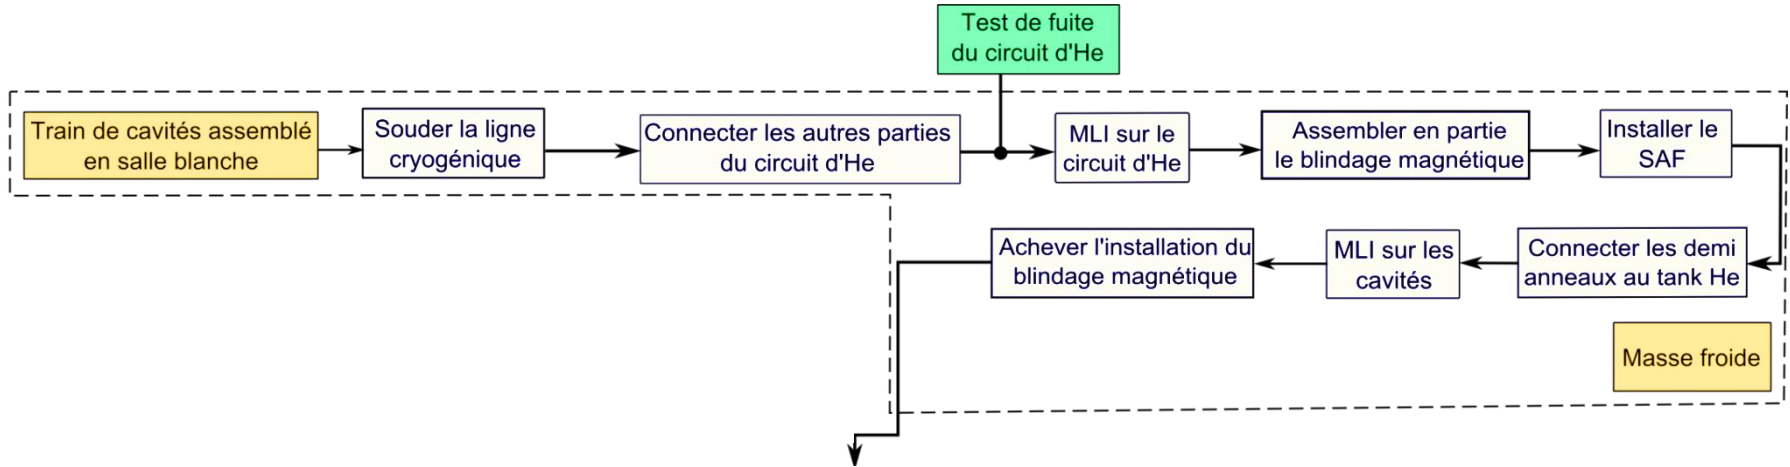 Test de fuite
du circuit d'He
Train de cavités assemblé
en salle blanche
Souder la ligne
cryogénique
Connecter les autres parties
du circuit d'He
MLI sur le
circuit d'He
Assembler en partie
le blindage magnétique
Installer le
SAF
Connecter les demi
anneaux au tank He
MLI sur les
cavités
Achever l'installation du
blindage magnétique
Masse froide